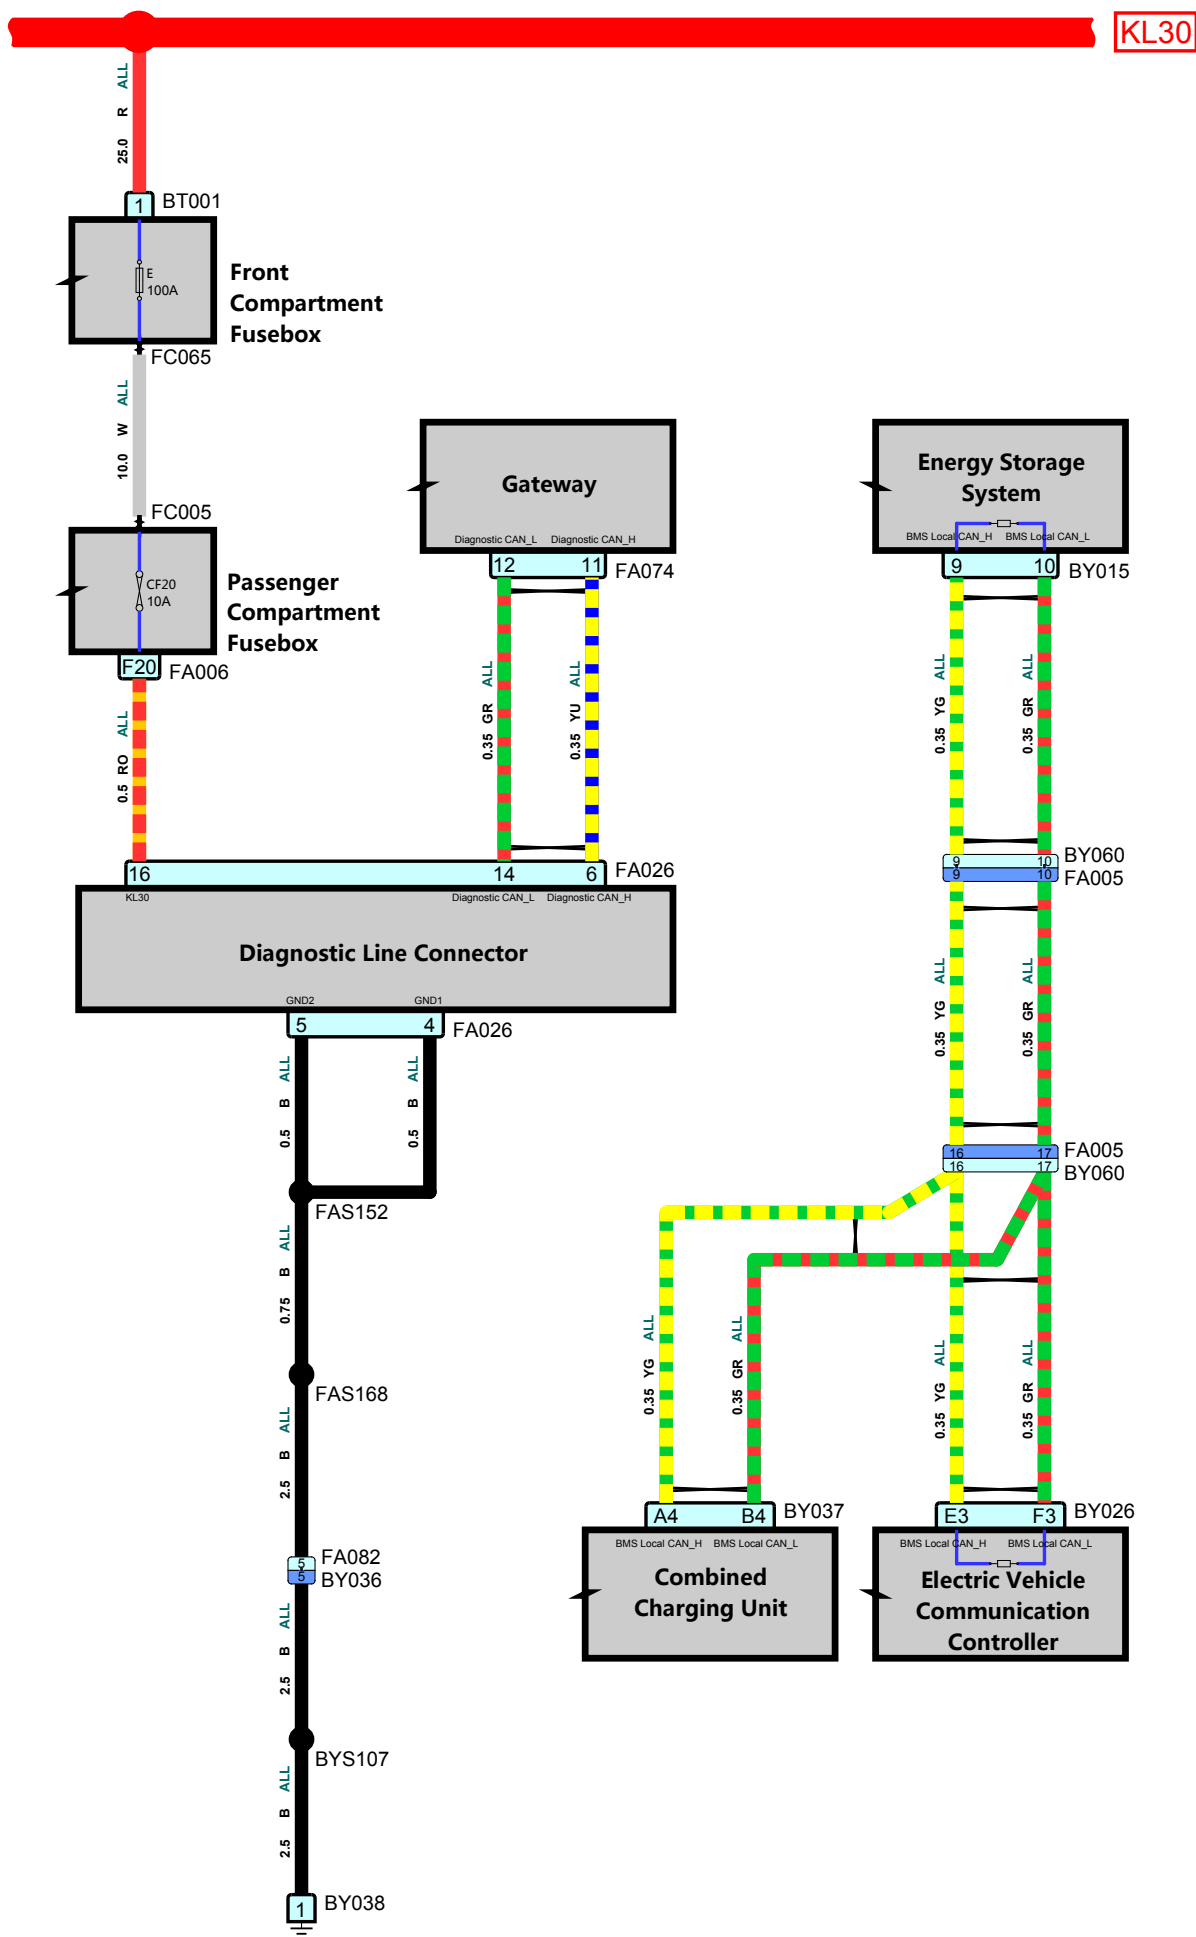 KL30
25.0 R ALL
1
BT001
E
100A
Front
Compartment
Fusebox
FC065
10.0 W ALL
FC005
CF20
10A
Passenger
Compartment
Fusebox
F20
FA006
0.5 RO ALL
Gateway
Diagnostic CAN_L
Diagnostic CAN_H
12
11
FA074
0.35 GR ALL
0.35 YU ALL
16
14
6
FA026
KL30
Diagnostic CAN_L
Diagnostic CAN_H
Diagnostic Line Connector
GND2
GND1
5
4
FA026
0.5 B ALL
0.5 B ALL
FAS152
0.75 B ALL
FAS168
2.5 B ALL
5
FA082
5
BY036
2.5 B ALL
BYS107
2.5 B ALL
1
BY038
Energy Storage
System
BMS Local CAN_H
BMS Local CAN_L
9
10
BY015
0.35 YG ALL
0.35 GR ALL
9
10
BY060
9
10
FA005
0.35 YG ALL
0.35 GR ALL
16
17
FA005
16
17
BY060
0.35 YG ALL
0.35 GR ALL
0.35 YG ALL
0.35 GR ALL
A4
B4
BY037
BMS Local CAN_H
BMS Local CAN_L
Combined
Charging Unit
E3
F3
BY026
BMS Local CAN_H
BMS Local CAN_L
Electric Vehicle
Communication
Controller